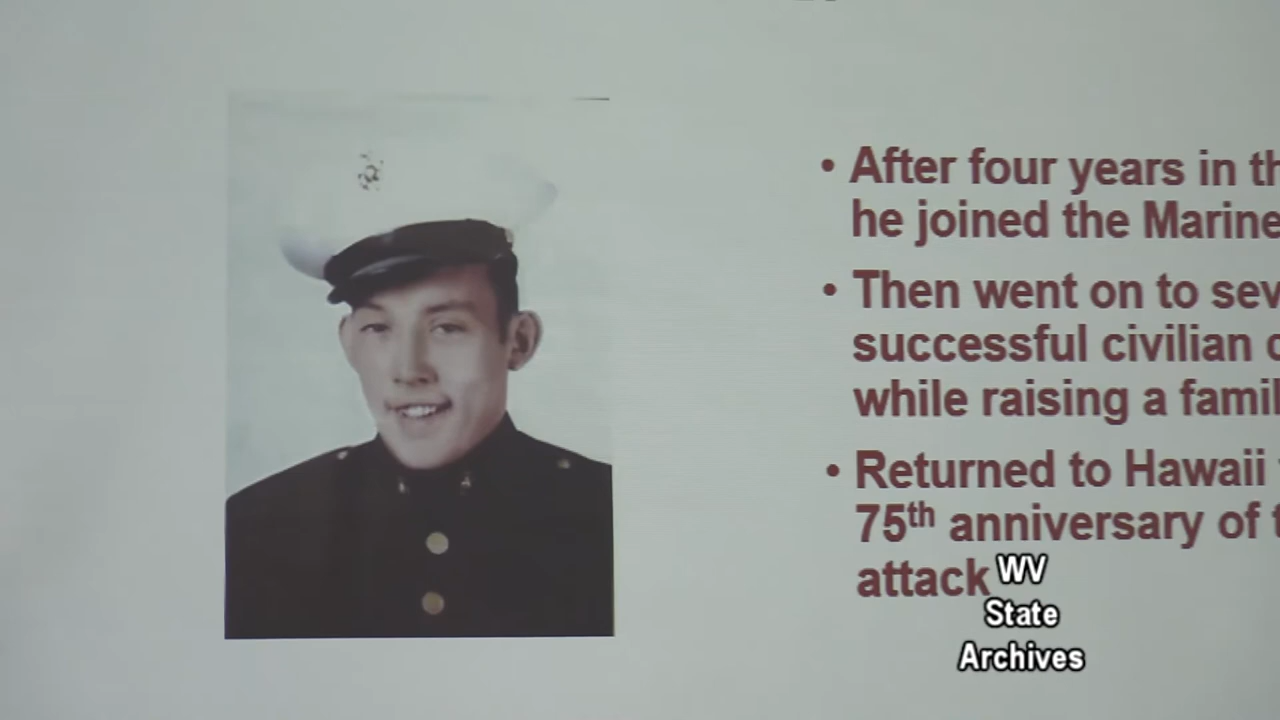 • After four years in th
he joined the Marine
• Then went on to sev
successful civilian c
while raising a famil
• Returned to Hawaii
75th anniversary of t
attack
WV
State
Archives